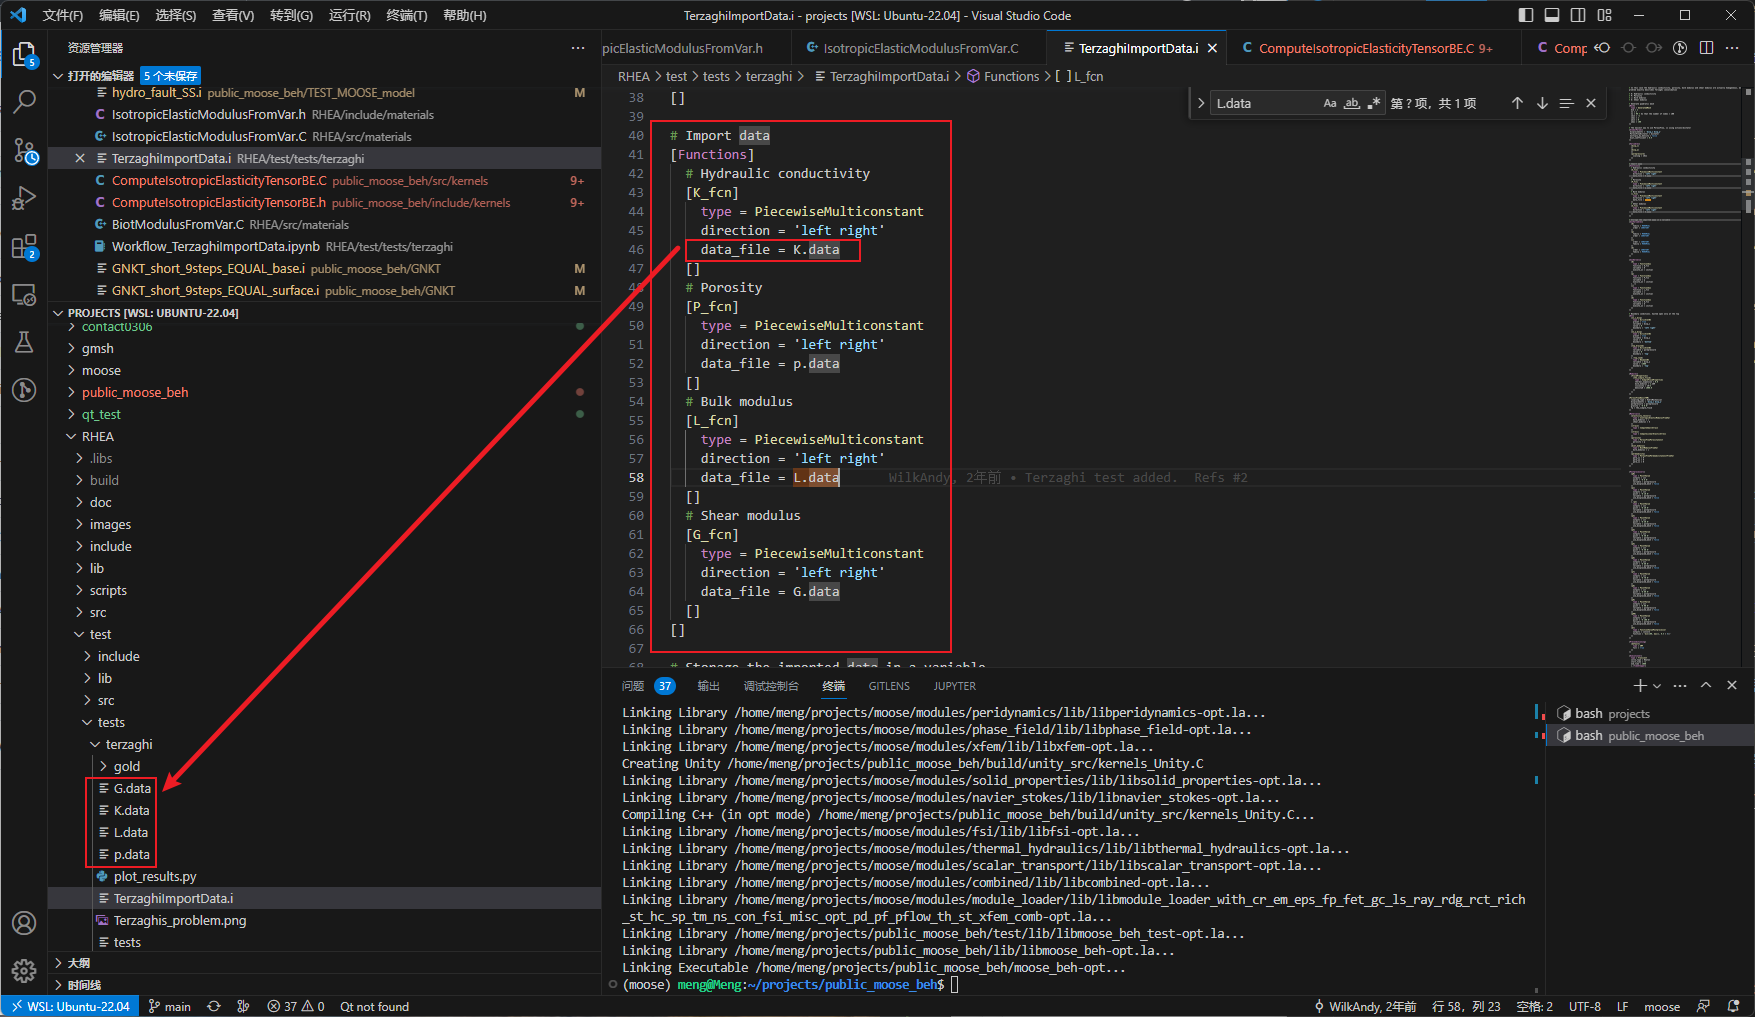 文件(F) 编辑(E) 选择(S) 查看(V) 转到(G) 运行(R) 终端(T) 帮助(H)
TerzaghiImportData.i - projects [WSL: Ubuntu-22.04] - Visual Studio Code
资源管理器
打开的编辑器 5 个未保存
hydro_fault_SS.i public_moose_beh/TEST_MOOSE_model M
IsotropicElasticModulusFromVar.h RHEA/include/materials
IsotropicElasticModulusFromVar.C RHEA/src/materials
TerzaghiImportData.i RHEA/test/tests/terzaghi
ComputeIsotropicElasticityTensorBE.C public_moose_beh/src/kernels 9+
ComputeIsotropicElasticityTensorBE.h public_moose_beh/include/kernels 9+
BiotModulusFromVar.C RHEA/src/materials
Workflow_TerzaghiImportData.ipynb RHEA/test/tests/terzaghi
GNKT_short_9steps_EQUAL_base.i public_moose_beh/GNKT M
GNKT_short_9steps_EQUAL_surface.i public_moose_beh/GNKT M
PROJECTS [WSL: UBUNTU-22.04]
contact0306
gmsh
moose
public_moose_beh
qt_test
RHEA
.libs
build
doc
images
include
lib
scripts
src
test
include
lib
src
tests
terzaghi
gold
G.data
K.data
L.data
p.data
plot_results.py
TerzaghiImportData.i
Terzaghis_problem.png
tests
大纲
时间线
5
2
picElasticModulusFromVar.h
IsotropicElasticModulusFromVar.C
TerzaghiImportData.i
ComputeIsotropicElasticityTensorBE.C 9+
Comp
RHEA > test > tests > terzaghi > TerzaghiImportData.i > Functions > [ ] L_fcn
L.data Aa ab 第 ? 项, 共 1 项
38 []
39
40 # Import data
41 [Functions]
42 # Hydraulic conductivity
43 [K_fcn]
44 type = PiecewiseMulticonstant
45 direction = 'left right'
46 data_file = K.data
47 []
48 # Porosity
49 [P_fcn]
50 type = PiecewiseMulticonstant
51 direction = 'left right'
52 data_file = p.data
53 []
54 # Bulk modulus
55 [L_fcn]
56 type = PiecewiseMulticonstant
57 direction = 'left right'
58 data_file = L.data WilkAndy, 2年前 • Terzaghi test added. Refs #2
59 []
60 # Shear modulus
61 [G_fcn]
62 type = PiecewiseMulticonstant
63 direction = 'left right'
64 data_file = G.data
65 []
66 []
67
68 # Storage the imported data in a variable
问题 37 输出 调试控制台 终端 GITLENS JUPYTER
Linking Library /home/meng/projects/moose/modules/peridynamics/lib/libperidynamics-opt.la...
Linking Library /home/meng/projects/moose/modules/phase_field/lib/libphase_field-opt.la...
Linking Library /home/meng/projects/moose/modules/xfem/lib/libxfem-opt.la...
Creating Unity /home/meng/projects/public_moose_beh/build/unity_src/kernels_Unity.C
Linking Library /home/meng/projects/moose/modules/solid_properties/lib/libsolid_properties-opt.la...
Linking Library /home/meng/projects/moose/modules/navier_stokes/lib/libnavier_stokes-opt.la...
Compiling C++ (in opt mode) /home/meng/projects/public_moose_beh/build/unity_src/kernels_Unity.C...
Linking Library /home/meng/projects/moose/modules/fsi/lib/libfsi-opt.la...
Linking Library /home/meng/projects/moose/modules/thermal_hydraulics/lib/libthermal_hydraulics-opt.la...
Linking Library /home/meng/projects/moose/modules/scalar_transport/lib/libscalar_transport-opt.la...
Linking Library /home/meng/projects/moose/modules/combined/lib/libcombined-opt.la...
Linking Library /home/meng/projects/moose/modules/module_loader/lib/libmodule_loader_with_cr_em_eps_fp_fet_gc_ls_ray_rdg_rct_rich
_st_hc_sp_tm_ns_con_fsi_misc_opt_pd_pf_pflow_th_st_xfem_comb-opt.la...
Linking Library /home/meng/projects/public_moose_beh/test/lib/libmoose_beh_test-opt.la...
Linking Library /home/meng/projects/public_moose_beh/lib/libmoose_beh-opt.la...
Linking Executable /home/meng/projects/public_moose_beh/moose_beh-opt...
(moose) meng@Meng:~/projects/public_moose_beh$
bash projects
bash public_moose_beh
WSL: Ubuntu-22.04 main 37 0 Qt not found
WilkAndy, 2年前 行 58, 列 23 空格: 2 UTF-8 LF moose